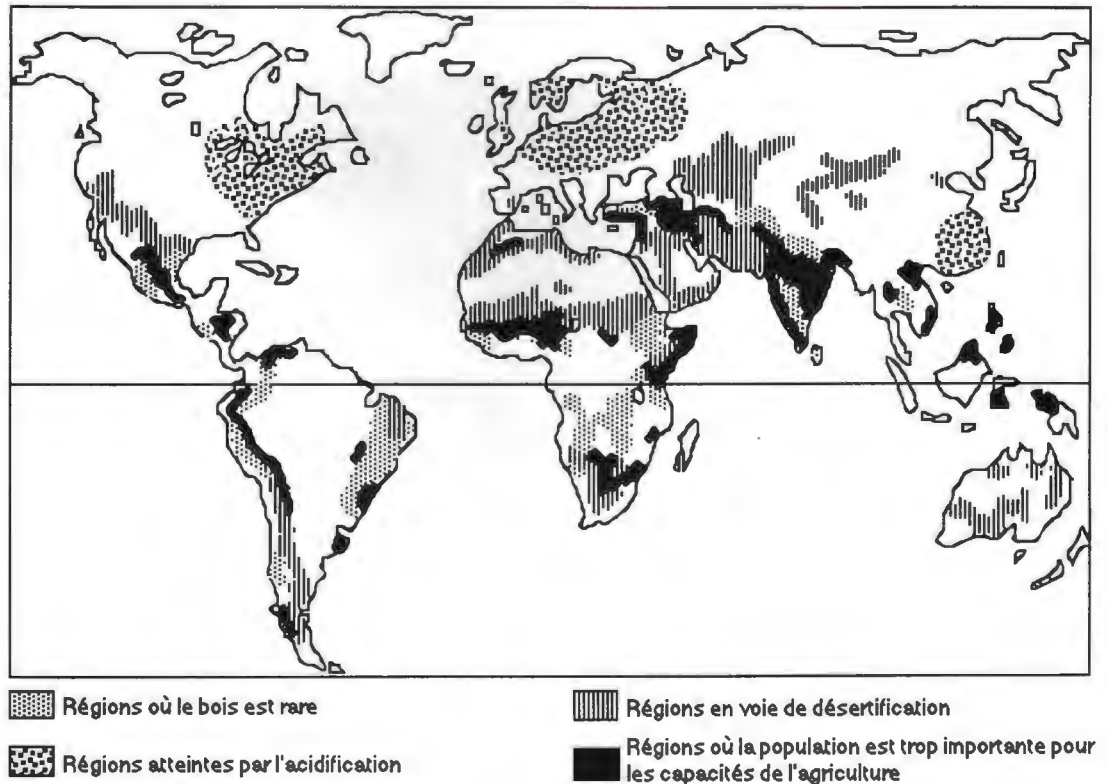 Régions où le bois est rare
Régions atteintes par l'acidification
Régions en voie de désertification
Régions où la population est trop importante pour
les capacités de l'agriculture